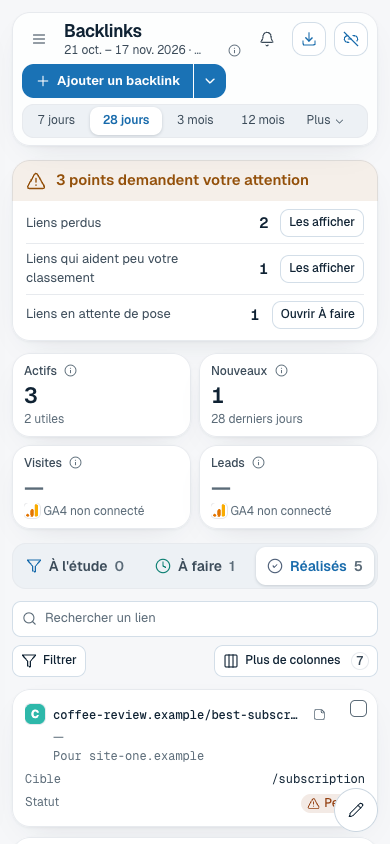 Backlinks
21 oct. – 17 nov. 2026 · …
Ajouter un backlink
7 jours 28 jours 3 mois 12 mois Plus
3 points demandent votre attention
Liens perdus 2 Les afficher
Liens qui aident peu votre
classement 1 Les afficher
Liens en attente de pose 1 Ouvrir À faire
Actifs
3
2 utiles
Nouveaux
1
28 derniers jours
Visites
—
GA4 non connecté
Leads
—
GA4 non connecté
À l'étude 0 À faire 1 Réalisés 5
Rechercher un lien
Filtrer Plus de colonnes 7
C coffee-review.example/best-subscr…
—
Pour site-one.example
Cible /subscription
Statut